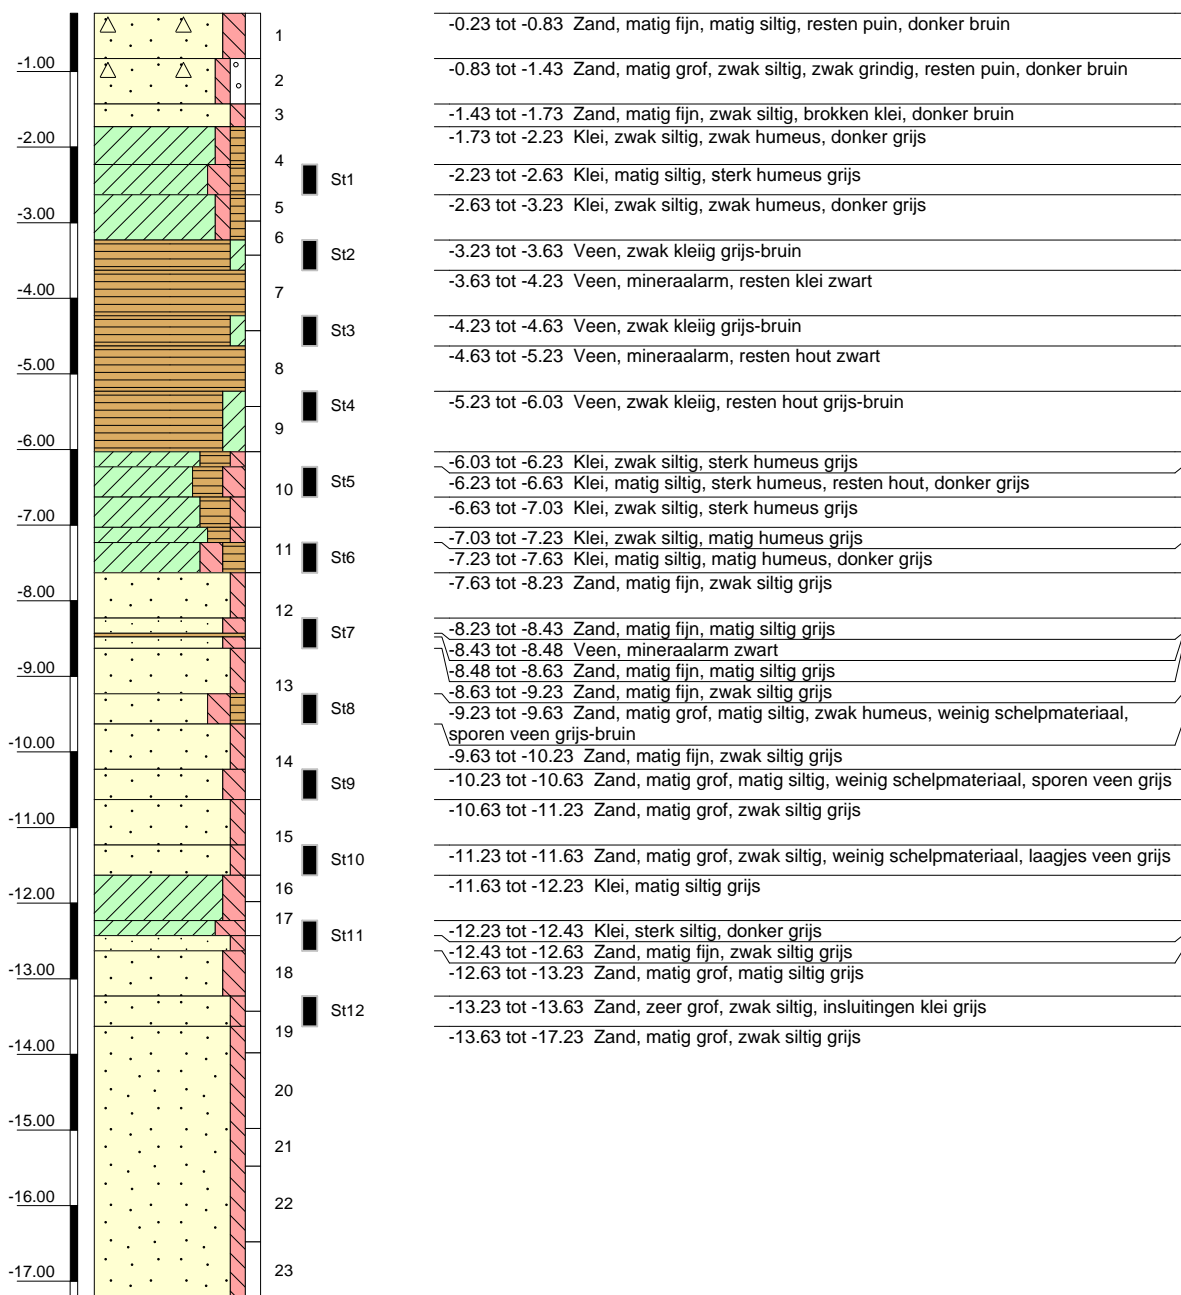 1
-0.23 tot -0.83 Zand, matig fijn, matig siltig, resten puin, donker bruin
-1.00
2
-0.83 tot -1.43 Zand, matig grof, zwak siltig, zwak grindig, resten puin, donker bruin
3
-1.43 tot -1.73 Zand, matig fijn, zwak siltig, brokken klei, donker bruin
-2.00
4
-1.73 tot -2.23 Klei, zwak siltig, zwak humeus, donker grijs
St1
-2.23 tot -2.63 Klei, matig siltig, sterk humeus grijs
5
-2.63 tot -3.23 Klei, zwak siltig, zwak humeus, donker grijs
-3.00
6
St2
-3.23 tot -3.63 Veen, zwak kleiig grijs-bruin
7
-3.63 tot -4.23 Veen, mineraalarm, resten klei zwart
-4.00
St3
-4.23 tot -4.63 Veen, zwak kleiig grijs-bruin
-5.00
8
-4.63 tot -5.23 Veen, mineraalarm, resten hout zwart
St4
-5.23 tot -6.03 Veen, zwak kleiig, resten hout grijs-bruin
9
-6.00
-6.03 tot -6.23 Klei, zwak siltig, sterk humeus grijs
10
St5
-6.23 tot -6.63 Klei, matig siltig, sterk humeus, resten hout, donker grijs
-6.63 tot -7.03 Klei, zwak siltig, sterk humeus grijs
-7.00
-7.03 tot -7.23 Klei, zwak siltig, matig humeus grijs
11
St6
-7.23 tot -7.63 Klei, matig siltig, matig humeus, donker grijs
-7.63 tot -8.23 Zand, matig fijn, zwak siltig grijs
-8.00
12
St7
-8.23 tot -8.43 Zand, matig fijn, matig siltig grijs
-8.43 tot -8.48 Veen, mineraalarm zwart
-9.00
-8.48 tot -8.63 Zand, matig fijn, matig siltig grijs
13
-8.63 tot -9.23 Zand, matig fijn, zwak siltig grijs
St8
-9.23 tot -9.63 Zand, matig grof, matig siltig, zwak humeus, weinig schelpmateriaal,
sporen veen grijs-bruin
-10.00
14
-9.63 tot -10.23 Zand, matig fijn, zwak siltig grijs
St9
-10.23 tot -10.63 Zand, matig grof, matig siltig, weinig schelpmateriaal, sporen veen grijs
-11.00
15
-10.63 tot -11.23 Zand, matig grof, zwak siltig grijs
St10
-11.23 tot -11.63 Zand, matig grof, zwak siltig, weinig schelpmateriaal, laagjes veen grijs
-12.00
16
-11.63 tot -12.23 Klei, matig siltig grijs
17
St11
-12.23 tot -12.43 Klei, sterk siltig, donker grijs
-12.43 tot -12.63 Zand, matig fijn, zwak siltig grijs
-13.00
18
-12.63 tot -13.23 Zand, matig grof, matig siltig grijs
St12
-13.23 tot -13.63 Zand, zeer grof, zwak siltig, insluitingen klei grijs
19
-13.63 tot -17.23 Zand, matig grof, zwak siltig grijs
-14.00
20
-15.00
21
-16.00
22
-17.00
23